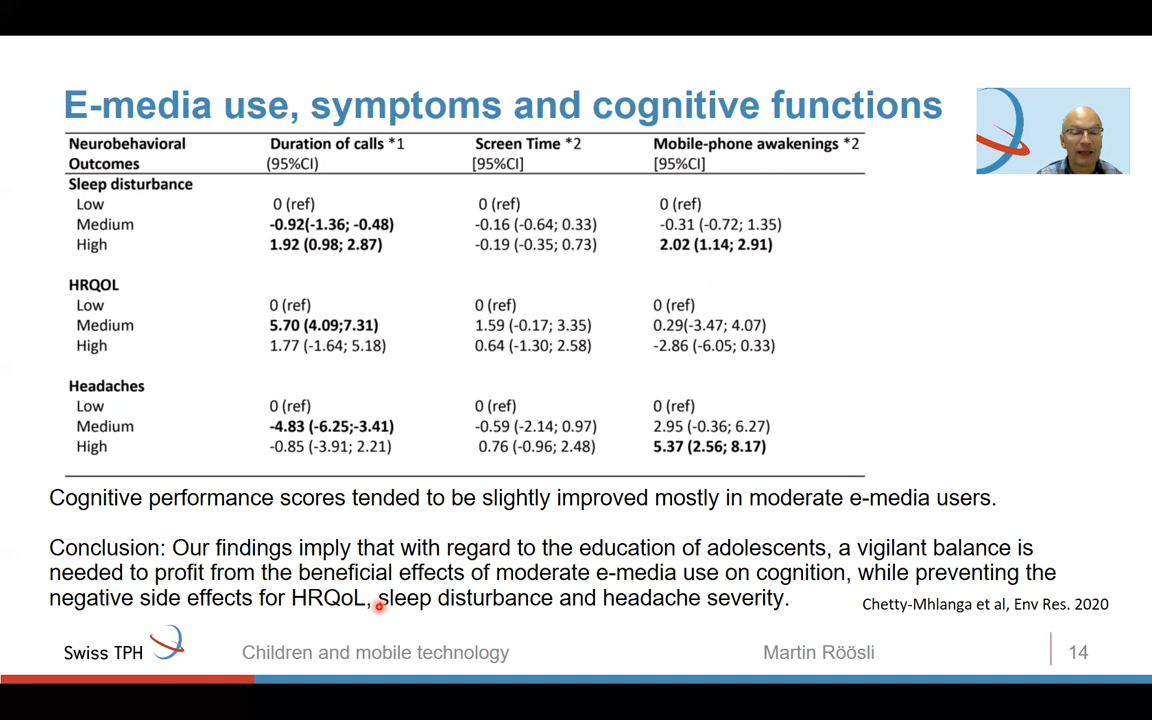 E-media use, symptoms and cognitive functions
Neurobehavioral Outcomes Duration of calls *1 (95%CI) Screen Time *2 [95%CI] Mobile-phone awakenings *2 [95%CI]
Sleep disturbance
Low 0 (ref) 0 (ref) 0 (ref)
Medium -0.92(-1.36; -0.48) -0.16 (-0.64; 0.33) -0.31 (-0.72; 1.35)
High 1.92 (0.98; 2.87) -0.19 (-0.35; 0.73) 2.02 (1.14; 2.91)
HRQOL
Low 0 (ref) 0 (ref) 0 (ref)
Medium 5.70 (4.09;7.31) 1.59 (-0.17; 3.35) 0.29(-3.47; 4.07)
High 1.77 (-1.64; 5.18) 0.64 (-1.30; 2.58) -2.86 (-6.05; 0.33)
Headaches
Low 0 (ref) 0 (ref) 0 (ref)
Medium -4.83 (-6.25;-3.41) -0.59 (-2.14; 0.97) 2.95 (-0.36; 6.27)
High -0.85 (-3.91; 2.21) 0.76 (-0.96; 2.48) 5.37 (2.56; 8.17)
Cognitive performance scores tended to be slightly improved mostly in moderate e-media users.
Conclusion: Our findings imply that with regard to the education of adolescents, a vigilant balance is
needed to profit from the beneficial effects of moderate e-media use on cognition, while preventing the
negative side effects for HRQoL, sleep disturbance and headache severity.
Chetty-Mhlanga et al, Env Res. 2020
Swiss TPH Children and mobile technology Martin Röösli 14